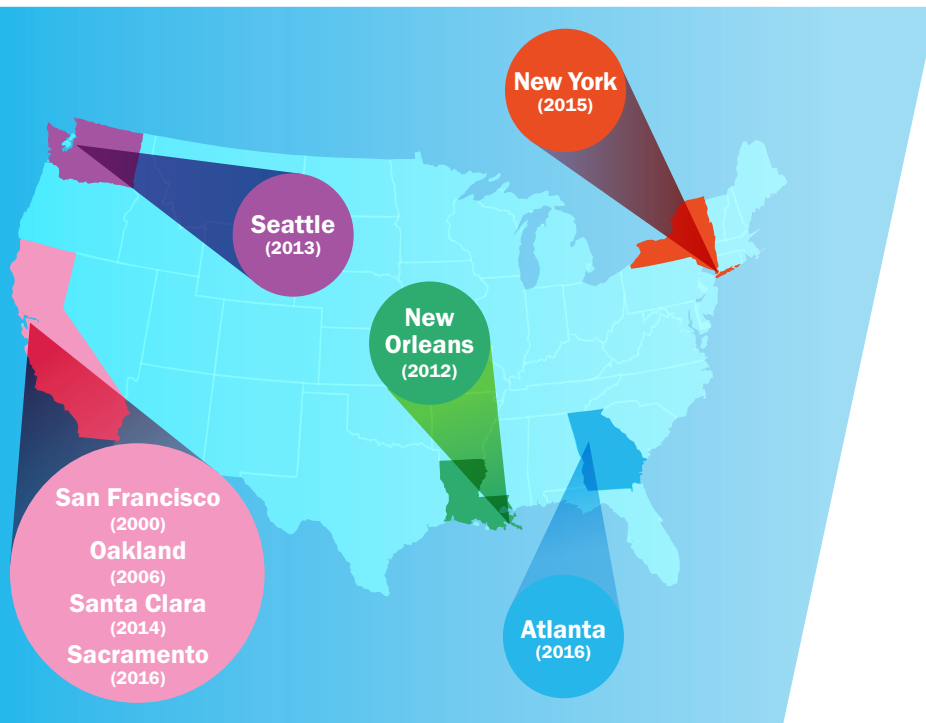 New York
(2015)
Seattle
(2013)
New
Orleans
(2012)
San Francisco
(2000)
Oakland
(2006)
Santa Clara
(2014)
Sacramento
(2016)
Atlanta
(2016)